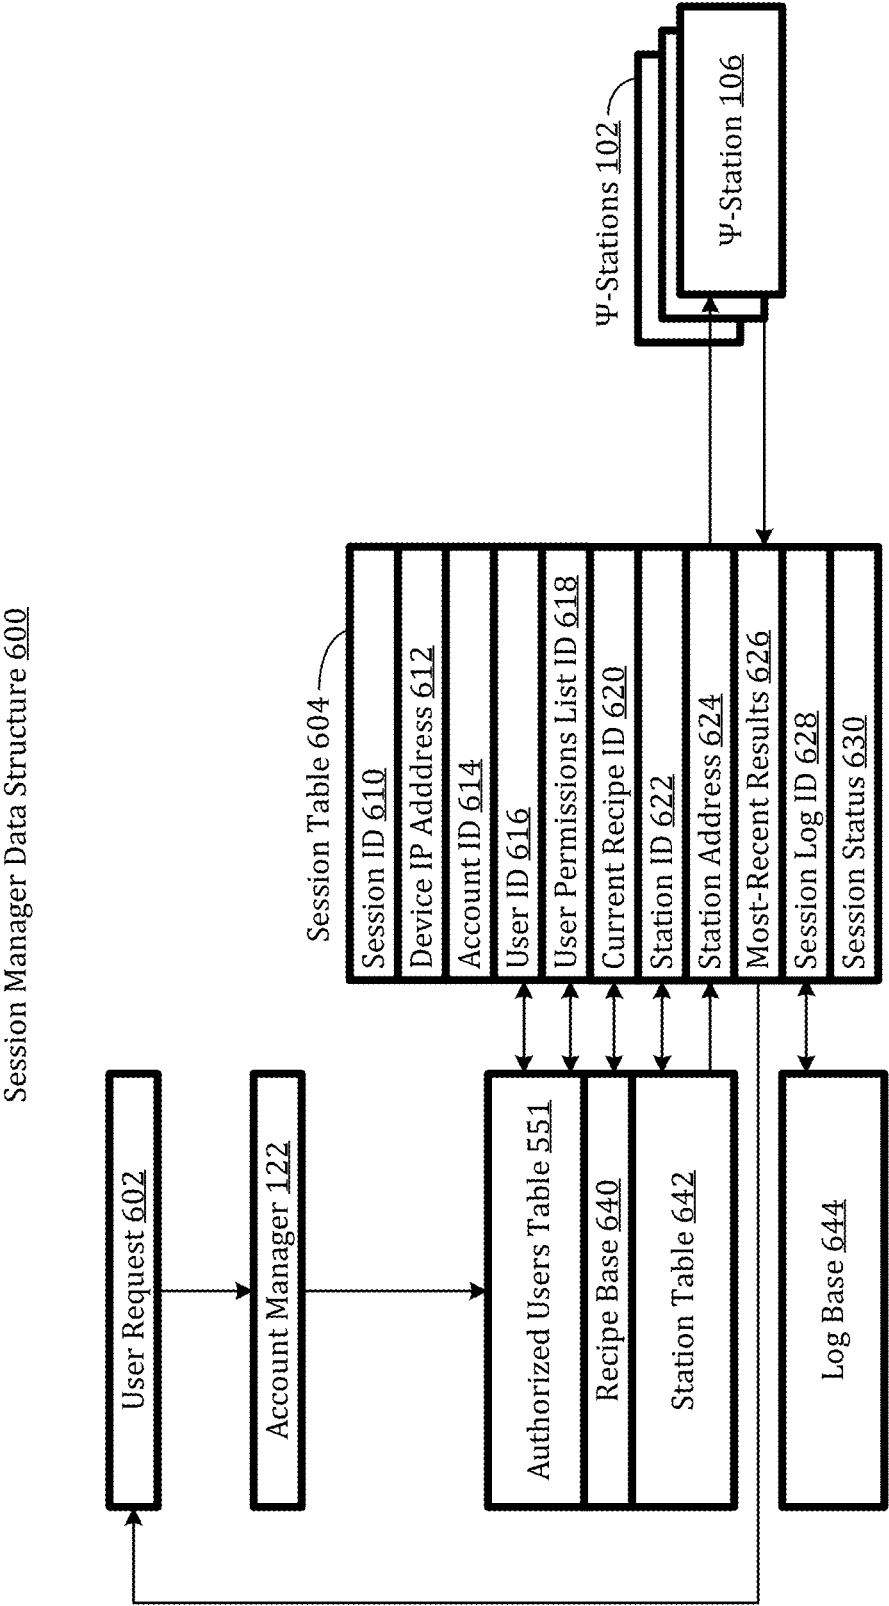 Session Manager Data Structure 600
User Request 602
Account Manager 122
Authorized Users Table 551
Recipe Base 640
Station Table 642
Log Base 644
Session Table 604
Session ID 610
Device IP Adddress 612
Account ID 614
User ID 616
User Permissions List ID 618
Current Recipe ID 620
Station ID 622
Station Address 624
Most-Recent Results 626
Session Log ID 628
Session Status 630
Ψ-Stations 102
Ψ-Station 106